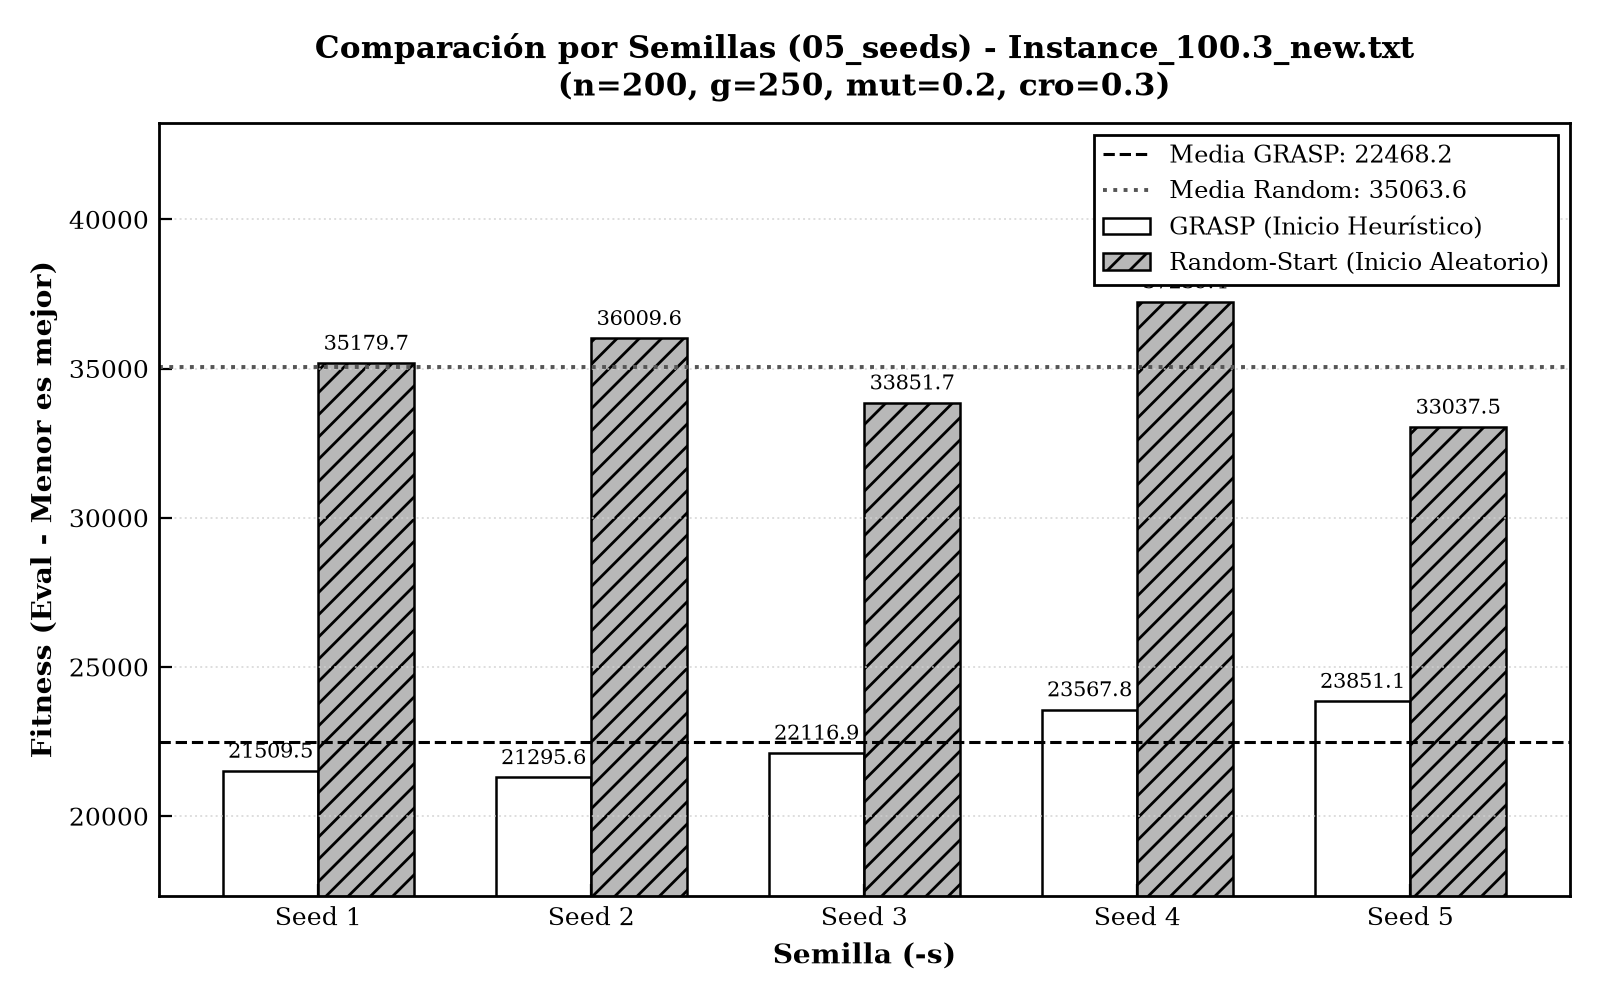 Comparación por Semillas (05_seeds) - Instance_100.3_new.txt
(n=200, g=250, mut=0.2, cro=0.3)
Media GRASP: 22468.2
Media Random: 35063.6
GRASP (Inicio Heurístico)
Random-Start (Inicio Aleatorio)
Fitness (Eval - Menor es mejor)
40000
35000
30000
25000
20000
21509.5
35179.7
21295.6
36009.6
22116.9
33851.7
23567.8
23851.1
33037.5
Seed 1
Seed 2
Seed 3
Seed 4
Seed 5
Semilla (-s)